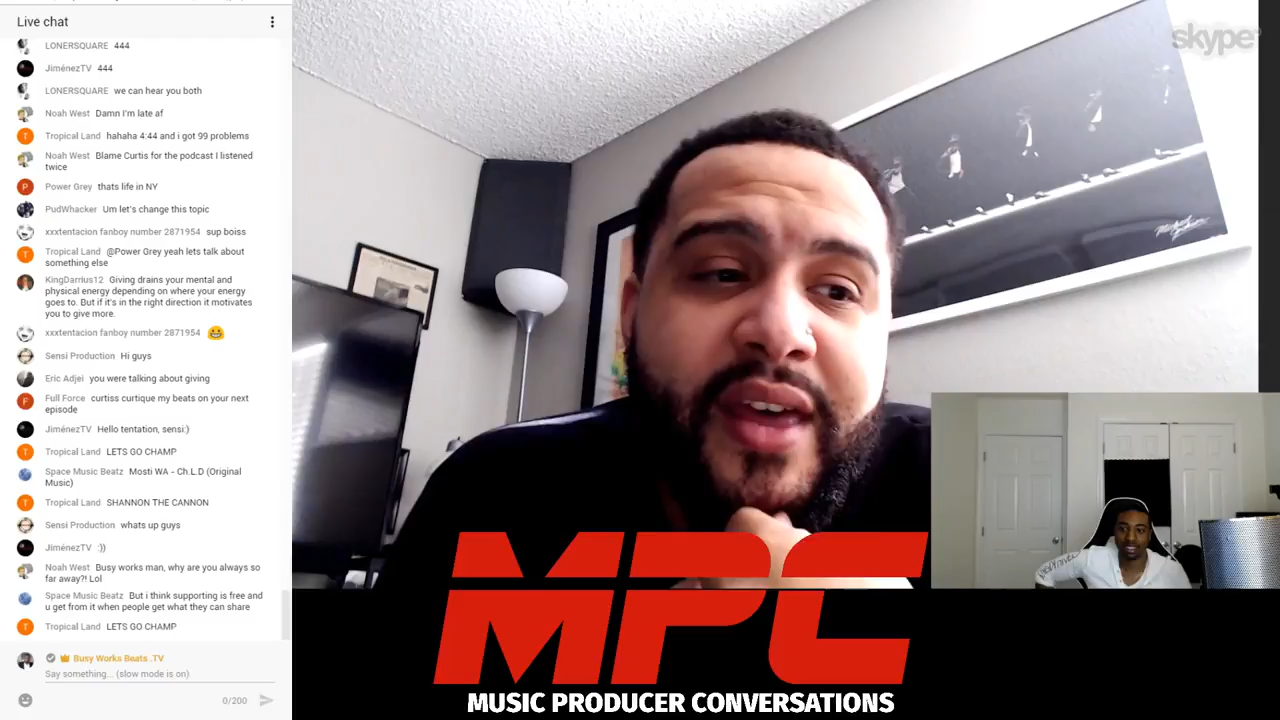 Live chat
LONERSQUARE 444
JiménezTV 444
LONERSQUARE we can hear you both
Noah West Damn I'm late af
Tropical Land hahaha 4:44 and i got 99 problems
Noah West Blame Curtis for the podcast I listened
twice
Power Grey thats life in NY
PudWhacker Um let's change this topic
xxxtentacion fanboy number 2871954 sup boiss
Tropical Land @Power Grey yeah lets talk about
something else
KingDarrius12 Giving drains your mental and
physical energy depending on where your energy
goes to. But if it's in the right direction it motivates
you to give more.
xxxtentacion fanboy number 2871954 😀
Sensi Production Hi guys
Eric Adjei you were talking about giving
Full Force curtiss curtique my beats on your next
episode
JiménezTV Hello tentation, sensi:)
Tropical Land LETS GO CHAMP
Space Music Beatz Mosti WA - Ch.L.D (Original
Music)
Tropical Land SHANNON THE CANNON
Sensi Production whats up guys
JiménezTV :))
Noah West Busy works man, why are you always so
far away?! Lol
Space Music Beatz But i think supporting is free and
u get from it when people get what they can share
Tropical Land LETS GO CHAMP
Busy Works Beats .TV
Say something... (slow mode is on)
0/200
skype
MPC
MUSIC PRODUCER CONVERSATIONS